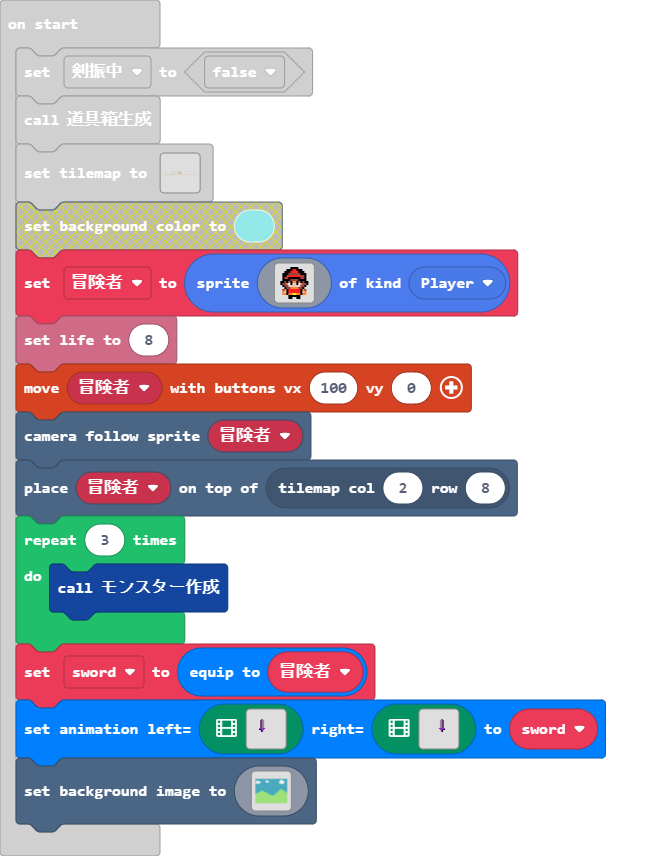 on start
set 剣振中 to false
call 道具箱生成
set tilemap to
set background color to
set 冒険者 to sprite of kind Player
set life to 8
move 冒険者 with buttons vx 100 vy 0
camera follow sprite 冒険者
place 冒険者 on top of tilemap col 2 row 8
repeat 3 times
do call モンスター作成
set sword to equip to 冒険者
set animation left= right= to sword
set background image to